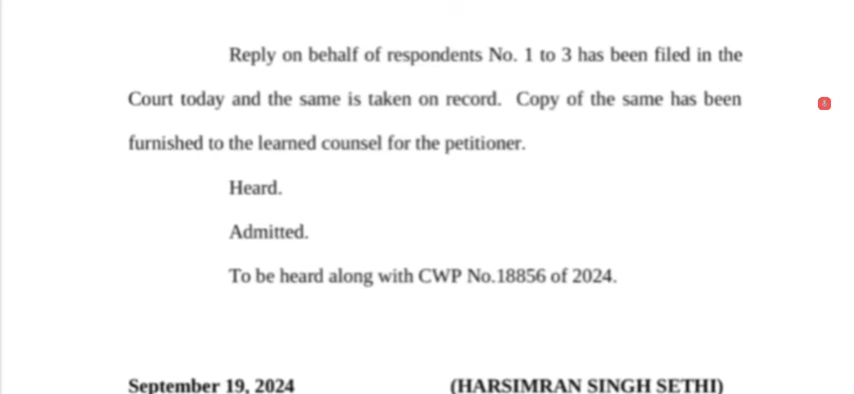 Reply on behalf of respondents No. 1 to 3 has been filed in the
Court today and the same is taken on record. Copy of the same has been
furnished to the learned counsel for the petitioner.
Heard.
Admitted.
To be heard along with CWP No.18856 of 2024.
September 19, 2024 (HARSIMRAN SINGH SETHI)